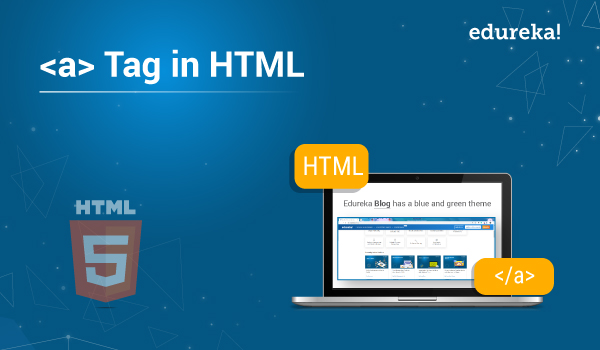 edureka!
<a> Tag in HTML
HTML
Edureka Blog has a blue and green theme
HTML
5
</a>